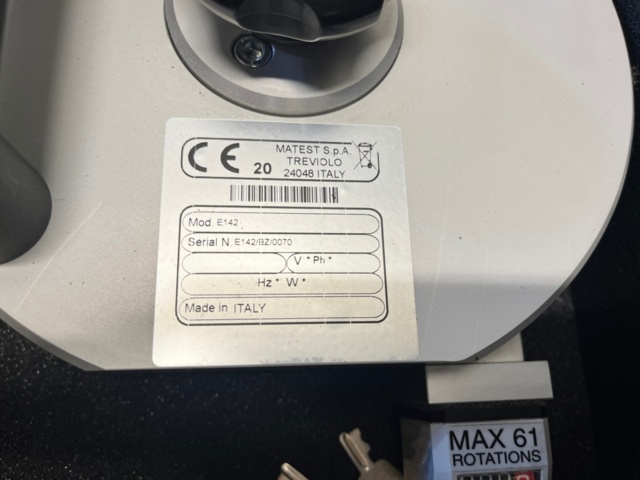 CE 20
MATEST S.p.A.
TREVIOLO
24048 ITALY
Mod. E142
Serial N. E142/BZ/0070
V * Ph *
Hz * W *
Made in ITALY
MAX 61
ROTATIONS